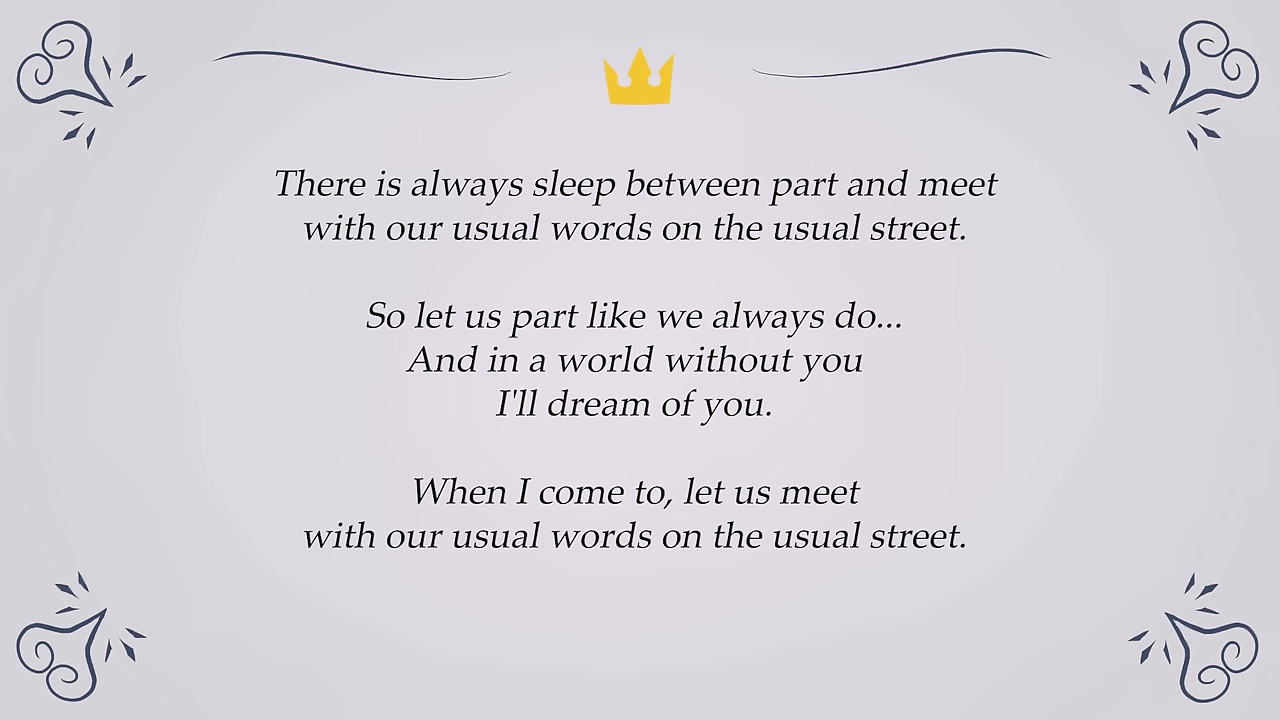 There is always sleep between part and meet
with our usual words on the usual street.
So let us part like we always do...
And in a world without you
I'll dream of you.
When I come to, let us meet
with our usual words on the usual street.